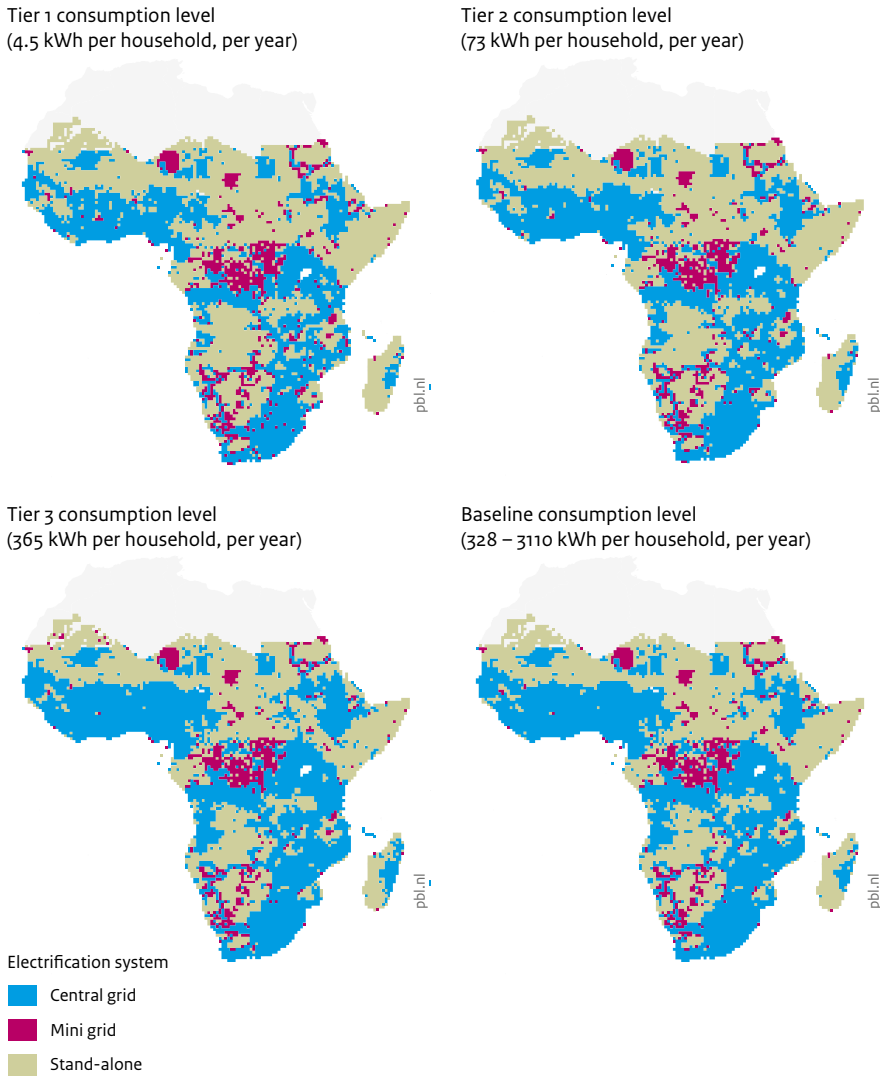 Tier 1 consumption level
(4.5 kWh per household, per year)
Tier 2 consumption level
(73 kWh per household, per year)
pbl.nl
pbl.nl
Tier 3 consumption level
(365 kWh per household, per year)
Baseline consumption level
(328 – 3110 kWh per household, per year)
pbl.nl
pbl.nl
Electrification system
Central grid
Mini grid
Stand-alone